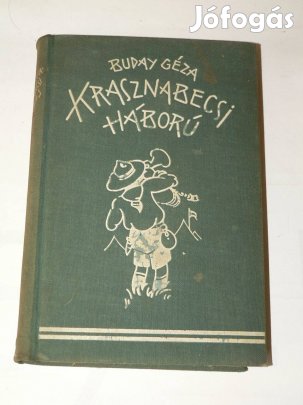 Jófogás
BUDAY GÉZA
KRASZNABECSI
HÁBORÚ